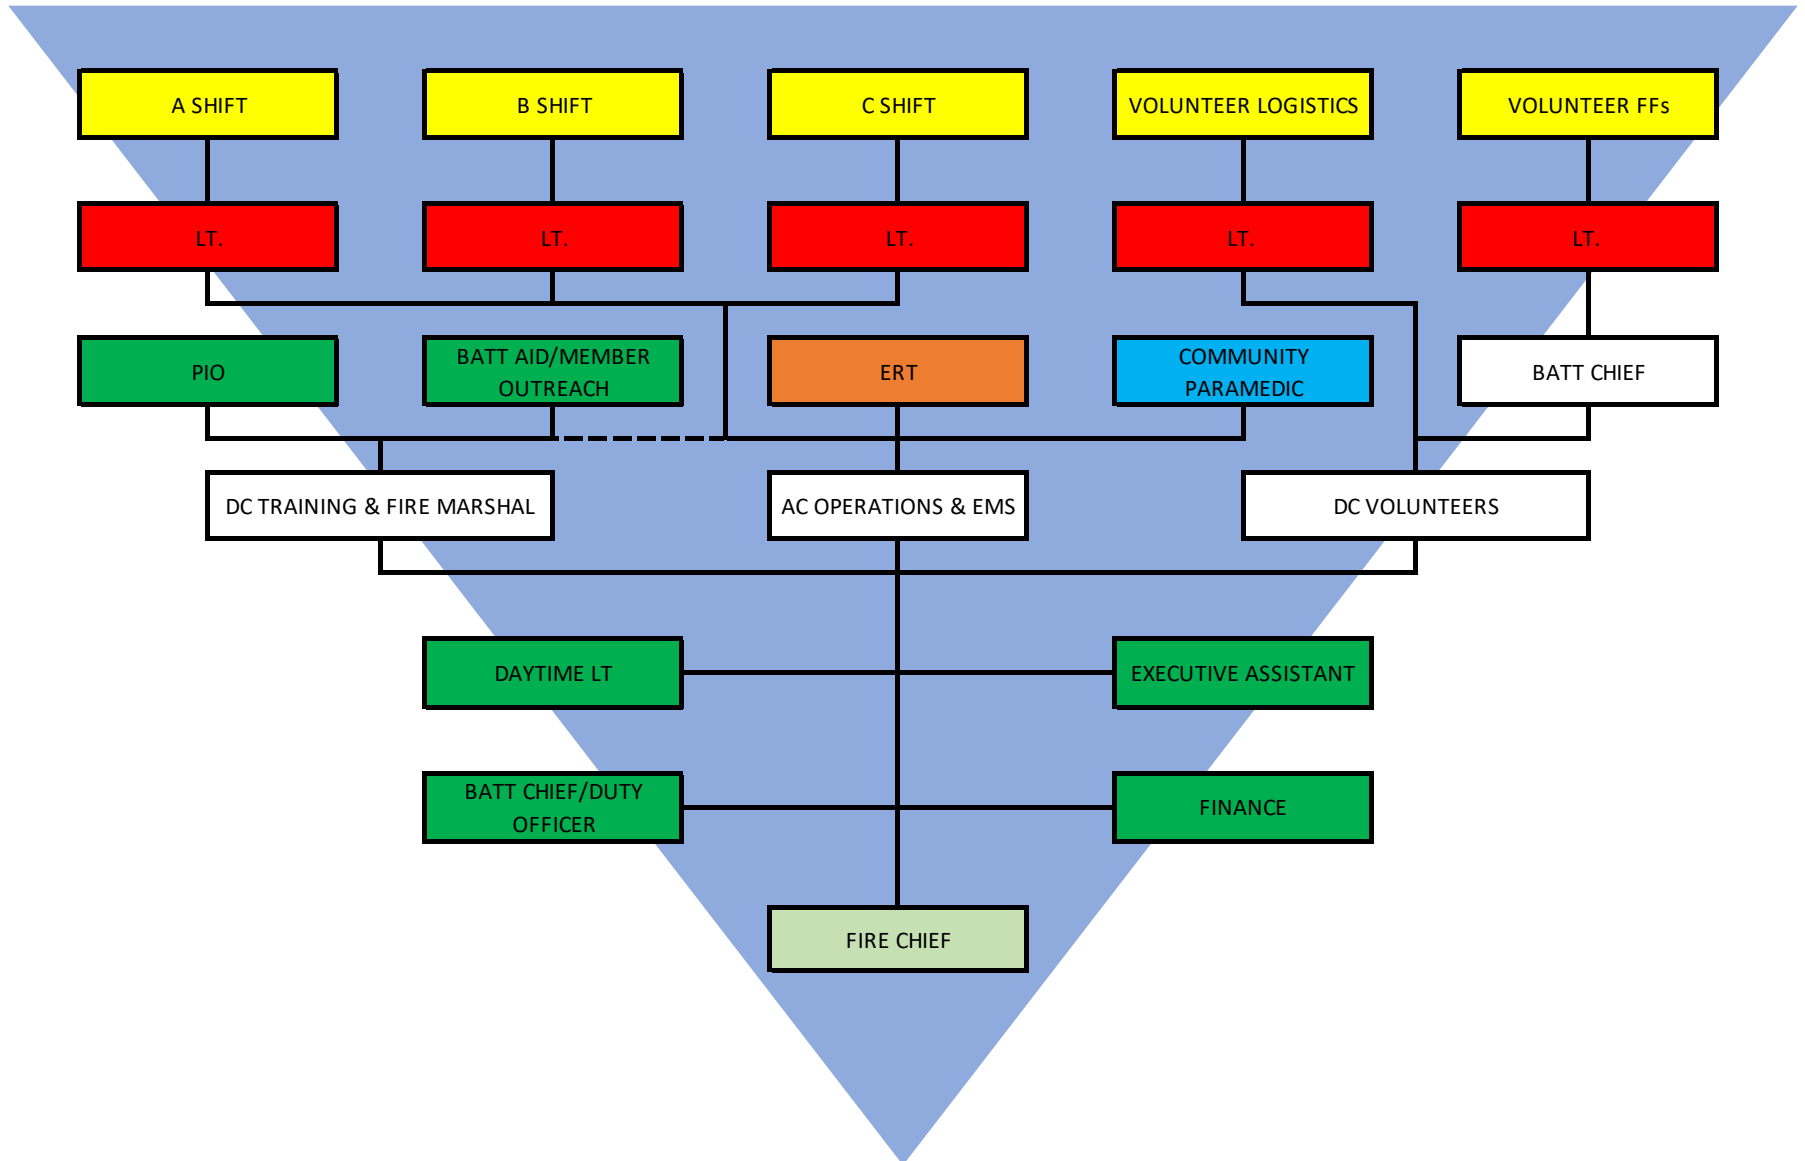 A SHIFT
B SHIFT
C SHIFT
VOLUNTEER LOGISTICS
VOLUNTEER FFs
LT.
LT.
LT.
LT.
LT.
PIO
BATT AID/MEMBER
OUTREACH
ERT
COMMUNITY
PARAMEDIC
BATT CHIEF
DC TRAINING & FIRE MARSHAL
AC OPERATIONS & EMS
DC VOLUNTEERS
DAYTIME LT
EXECUTIVE ASSISTANT
BATT CHIEF/DUTY
OFFICER
FINANCE
FIRE CHIEF